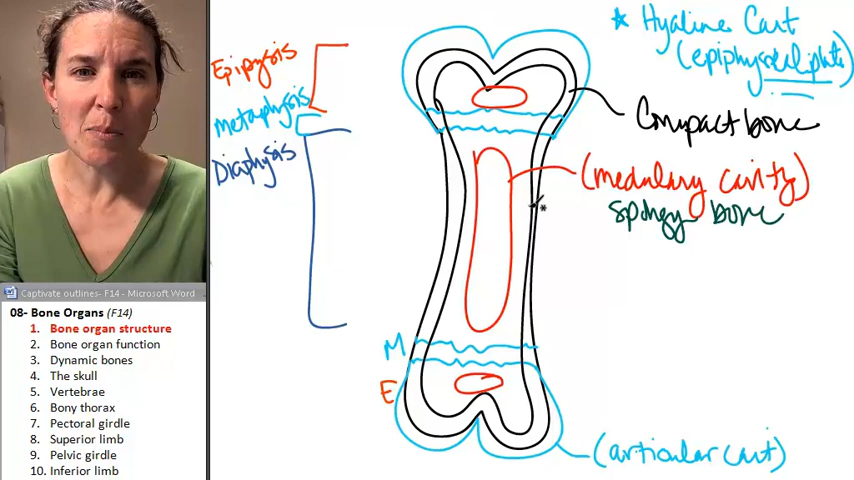 Epipysis
metaphysis
Diaphysis
* Hyaline Cart
(epiphyseal plate)
Compact bone
(medulary cavity)
Spongy bone
*
M
E
(articular cart)
Captivate outlines- F14 - Microsoft Word
08- Bone Organs (F14)
1. Bone organ structure
2. Bone organ function
3. Dynamic bones
4. The skull
5. Vertebrae
6. Bony thorax
7. Pectoral girdle
8. Superior limb
9. Pelvic girdle
10. Inferior limb